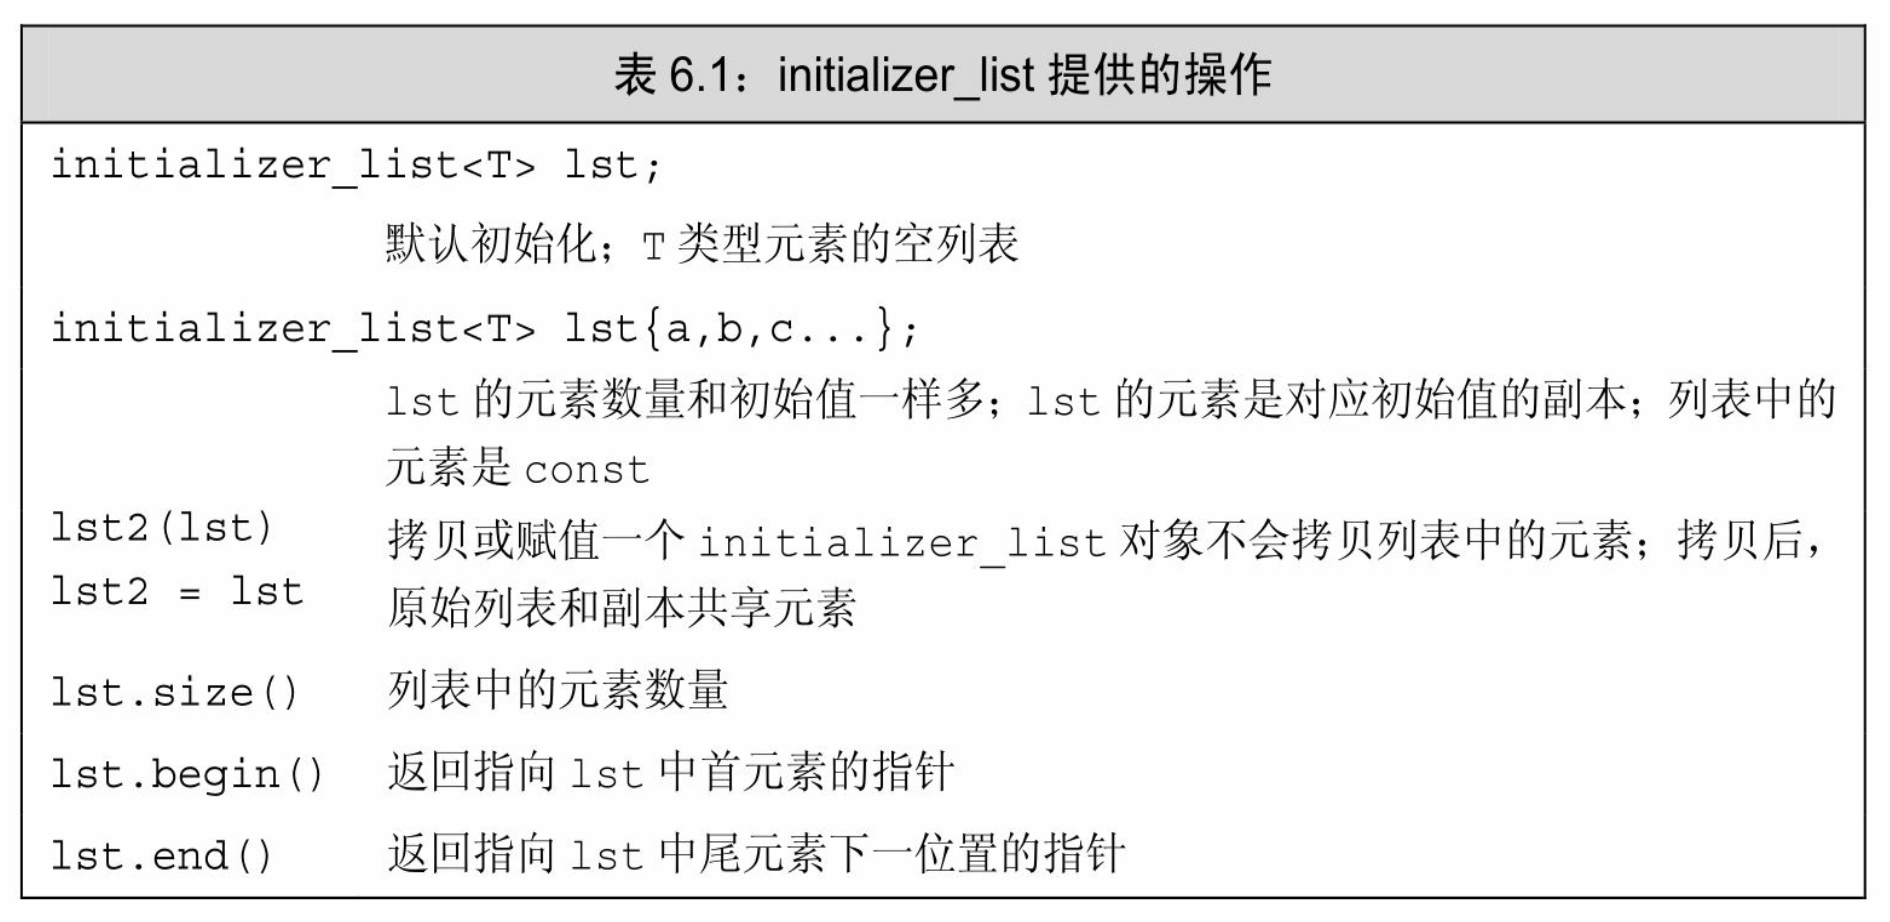 表 6.1：initializer_list 提供的操作
initializer_list<T> lst;
默认初始化；T 类型元素的空列表
initializer_list<T> lst{a,b,c...};
lst 的元素数量和初始值一样多；lst 的元素是对应初始值的副本；列表中的
元素是 const
lst2(lst)
lst2 = lst
拷贝或赋值一个 initializer_list 对象不会拷贝列表中的元素；拷贝后，
原始列表和副本共享元素
lst.size() 列表中的元素数量
lst.begin() 返回指向 lst 中首元素的指针
lst.end() 返回指向 lst 中尾元素下一位置的指针